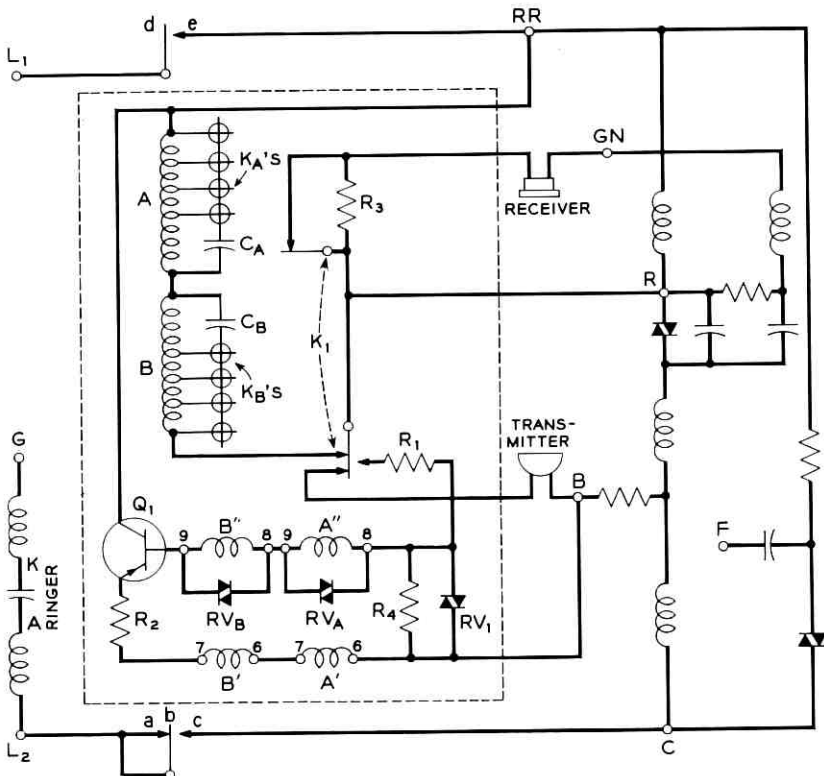 d e
RR
L1
GN
KA'S
A
R3
RECEIVER
CA
R
CB
K1
B
KB'S
TRANS-
MITTER
R1
G
B
Q1
9 B" 8 9 A" 8
F
K
A
RINGER
RVB
RVA
R4
RV1
R2
7 6 7 6
B' A'
a b c
L2
C